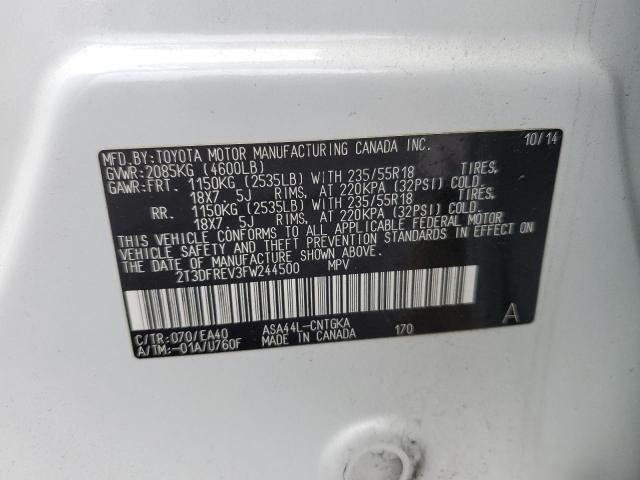 MFD.BY:TOYOTA MOTOR MANUFACTURING CANADA INC. 10/14
GVWR:2085KG (4600LB)
GAWR:FRT. 1150KG (2535LB) WITH 235/55R18 TIRES,
18X7. 5J RIMS, AT 220KPA (32PSI) COLD
RR. 1150KG (2535LB) WITH 235/55R18 TIRES,
18X7. 5J RIMS, AT 220KPA (32PSI) COLD
THIS VEHICLE CONFORMS TO ALL APPLICABLE FEDERAL MOTOR
VEHICLE SAFETY AND THEFT PREVENTION STANDARDS IN EFFECT
ON THE DATE OF MANUFACTURE SHOWN ABOVE.
2T3DFREV3FW244500 MPV
C/TR:070/EA40 ASA44L-CNTGKA 170 A
A/TM:-01A/U760F MADE IN CANADA